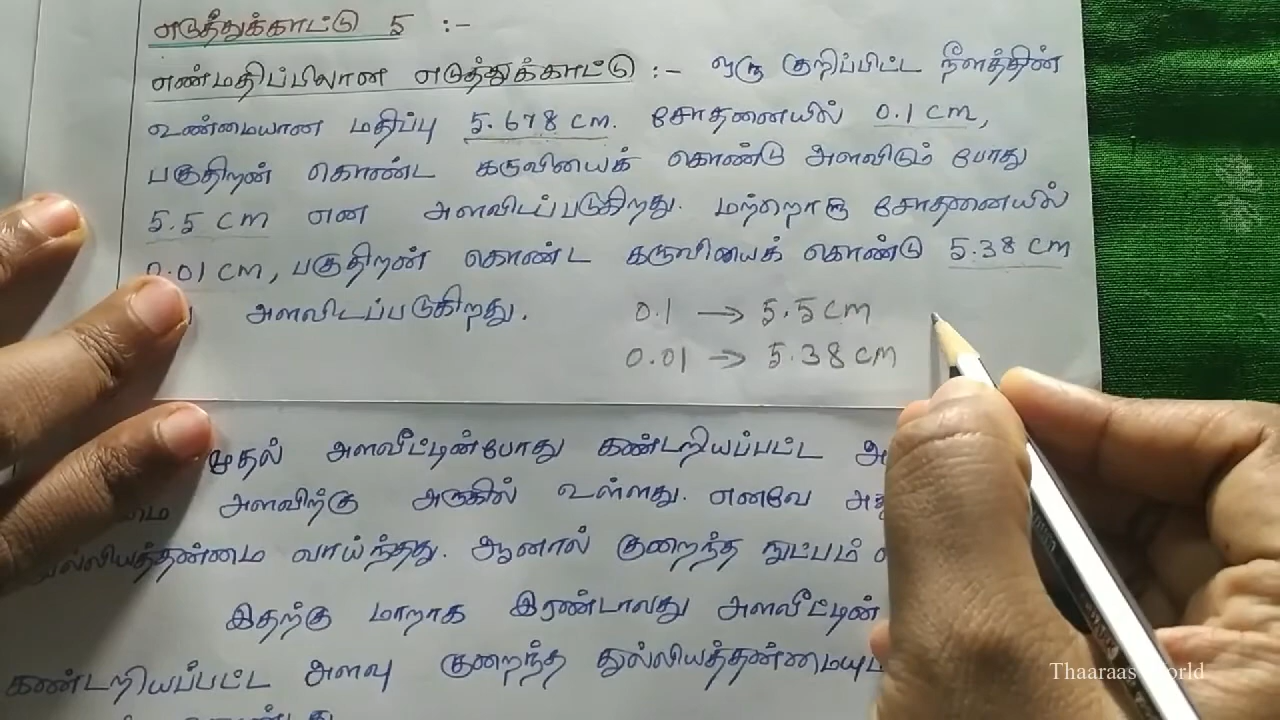 எடுத்துக்காட்டு 5 :-
எண்மதிப்பிலான எடுத்துக்காட்டு :- ஒரு குறிப்பிட்ட நீளத்தின்
உண்மையான மதிப்பு 5.678 cm. சோதனையில் 0.1 cm,
பகுதிறன் கொண்ட கருவியைக் கொண்டு அளவிடும் போது
5.5 cm என அளவிடப்படுகிறது. மற்றொரு சோதனையில்
0.01 cm, பகுதிறன் கொண்ட கருவியைக் கொண்டு 5.38 cm
அளவிடப்படுகிறது.
0.1 → 5.5 cm
0.01 → 5.38 cm
முதல் அளவீட்டின்போது கண்டறியப்பட்ட
அளவிற்கு அருகில் உள்ளது. எனவே
வாய்ந்தது. ஆனால் குறைந்த நுட்பம்
இதற்கு மாறாக இரண்டாவது அளவீட்டின்
கண்டறியப்பட்ட அளவு குறைந்த
Thaaraas World